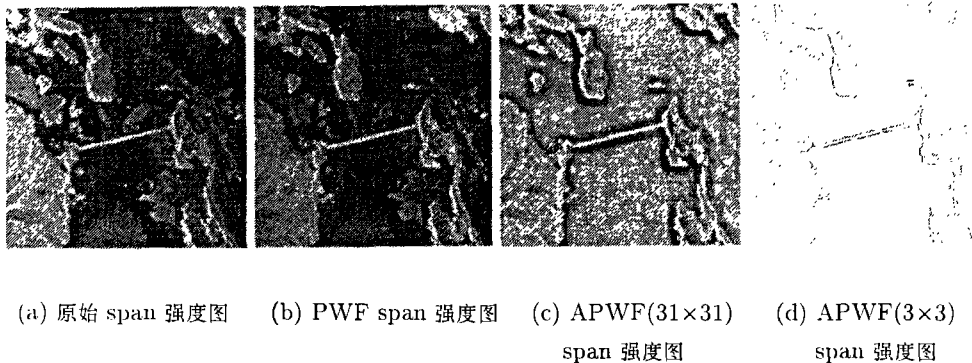 (a) 原始 span 强度图
(b) PWF span 强度图
(c) APWF(31×31)
span 强度图
(d) APWF(3×3)
span 强度图